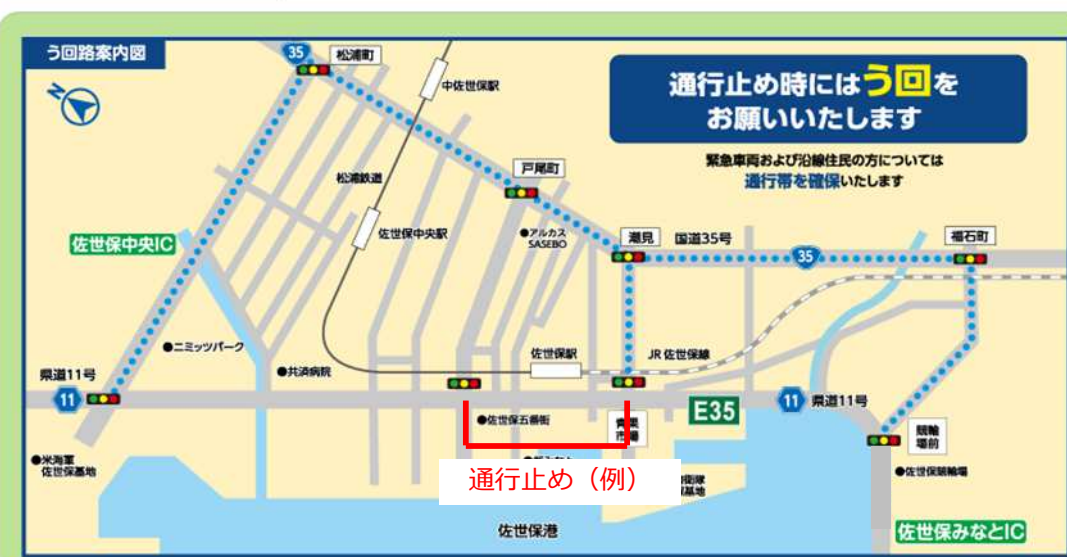 う回路案内図
N
35
松浦町
中佐世保駅
通行止め時にはう回を
お願いいたします
緊急車両および沿線住民の方については
通行帯を確保いたします
松浦鉄道
戸尾町
佐世保中央駅
●アルカス
SASEBO
佐世保中央IC
潮見
国道35号
35
福石町
●ニミッツパーク
佐世保駅
JR佐世保線
●共済病院
県道11号
11
E35
11
県道11号
●佐世保五番街
青果
市場
競輪
場前
●米海軍
佐世保基地
通行止め（例）
●佐世保競輪場
佐世保港
佐世保みなとIC